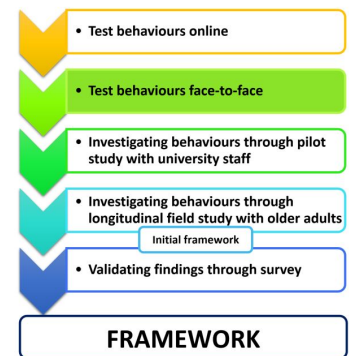 • Test behaviours online
• Test behaviours face-to-face
• Investigating behaviours through pilot
study with university staff
• Investigating behaviours through
longitudinal field study with older adults
Initial framework
• Validating findings through survey
FRAMEWORK